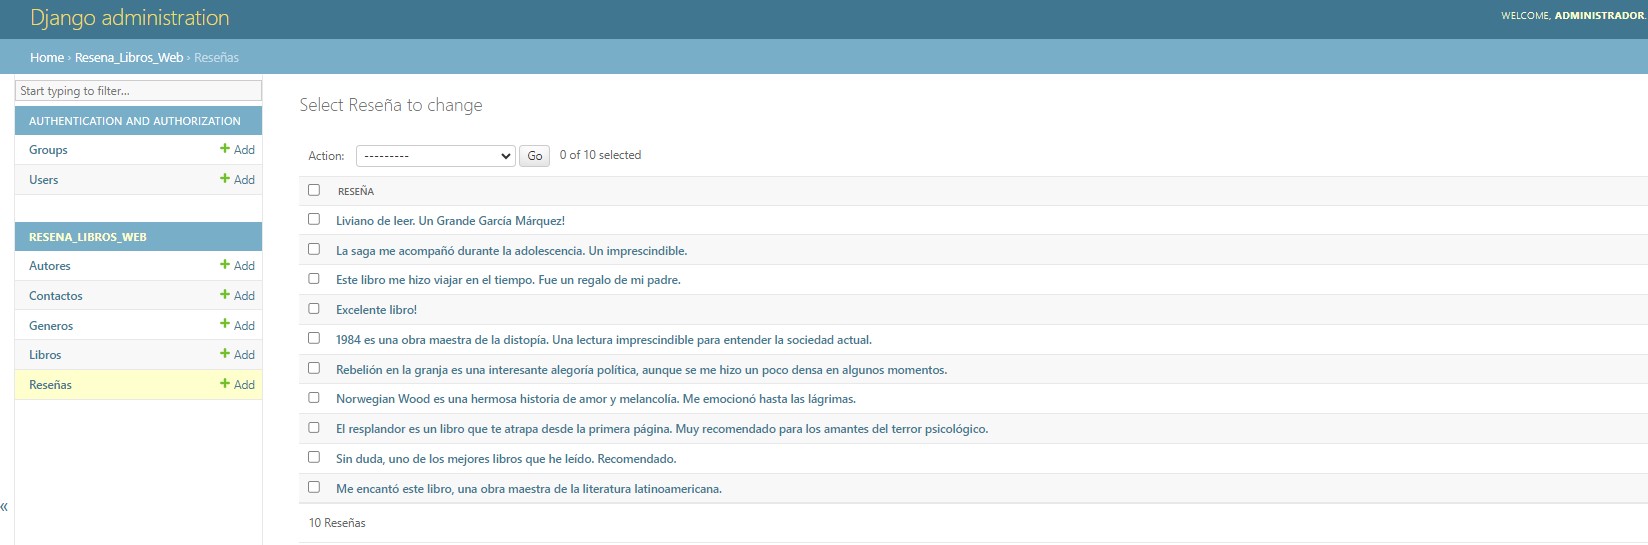 Django administration
WELCOME, ADMINISTRADOR.
Home › Resena_Libros_Web › Reseñas
Start typing to filter...
AUTHENTICATION AND AUTHORIZATION
Groups + Add
Users + Add
RESENA_LIBROS_WEB
Autores + Add
Contactos + Add
Generos + Add
Libros + Add
Reseñas + Add
«
Select Reseña to change
Action: --------- Go 0 of 10 selected
RESEÑA
Liviano de leer. Un Grande García Márquez!
La saga me acompañó durante la adolescencia. Un imprescindible.
Este libro me hizo viajar en el tiempo. Fue un regalo de mi padre.
Excelente libro!
1984 es una obra maestra de la distopía. Una lectura imprescindible para entender la sociedad actual.
Rebelión en la granja es una interesante alegoría política, aunque se me hizo un poco densa en algunos momentos.
Norwegian Wood es una hermosa historia de amor y melancolía. Me emocionó hasta las lágrimas.
El resplandor es un libro que te atrapa desde la primera página. Muy recomendado para los amantes del terror psicológico.
Sin duda, uno de los mejores libros que he leído. Recomendado.
Me encantó este libro, una obra maestra de la literatura latinoamericana.
10 Reseñas